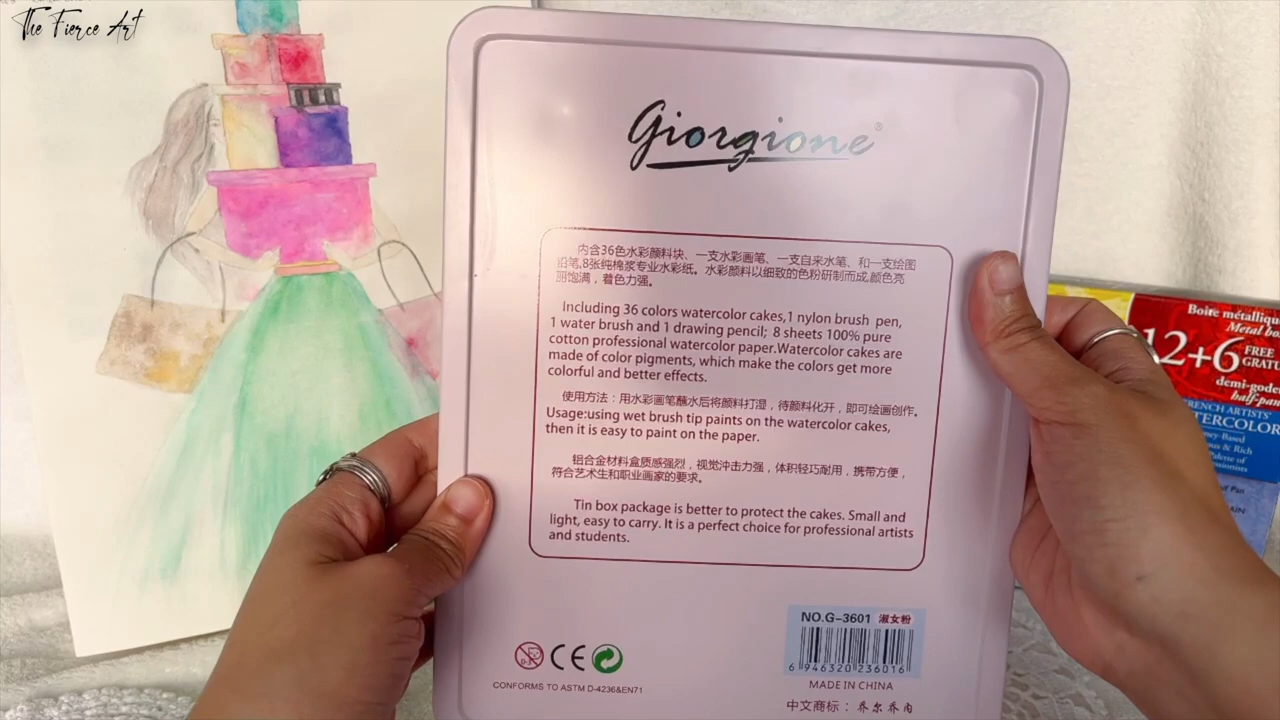 The Fierce Art
Giorgione®
内含36色水彩颜料块、一支水彩画笔、一支自来水笔、和一支绘图
铅笔,8张纯棉浆专业水彩纸。水彩颜料以细致的色粉研制而成,颜色亮
丽饱满，着色力强。
Including 36 colors watercolor cakes,1 nylon brush pen,
1 water brush and 1 drawing pencil; 8 sheets 100% pure
cotton professional watercolor paper.Watercolor cakes are
made of color pigments, which make the colors get more
colorful and better effects.
使用方法：用水彩画笔蘸水后将颜料打湿，待颜料化开，即可绘画创作。
Usage:using wet brush tip paints on the watercolor cakes,
then it is easy to paint on the paper.
铝合金材料盒质感强烈，视觉冲击力强，体积轻巧耐用，携带方便，
符合艺术生和职业画家的要求。
Tin box package is better to protect the cakes. Small and
light, easy to carry. It is a perfect choice for professional artists
and students.
NO.G-3601 淑女粉
6 946320 236016
MADE IN CHINA
中文商标：乔尔乔内
0-3
CE
CONFORMS TO ASTM D-4236&EN71
Boite métallique
Metal box
12+6 FREE
demi-godets
half-pan